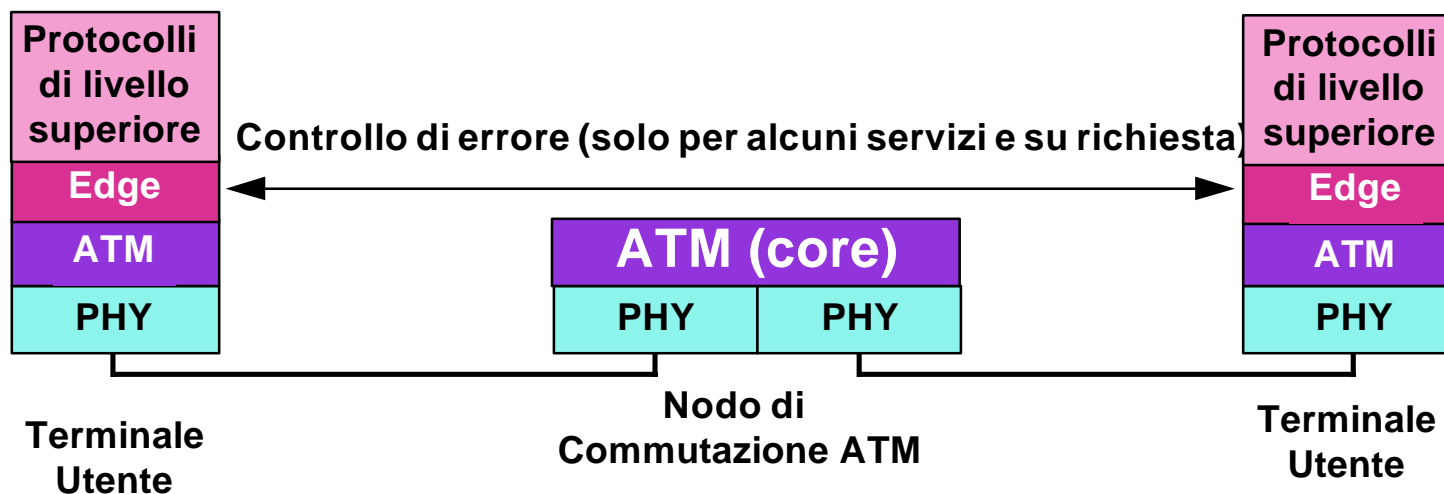 Protocolli
di livello
superiore
Edge
ATM
PHY
Terminale
Utente
Controllo di errore (solo per alcuni servizi e su richiesta)
ATM (core)
PHY
PHY
Nodo di
Commutazione ATM
Protocolli
di livello
superiore
Edge
ATM
PHY
Terminale
Utente